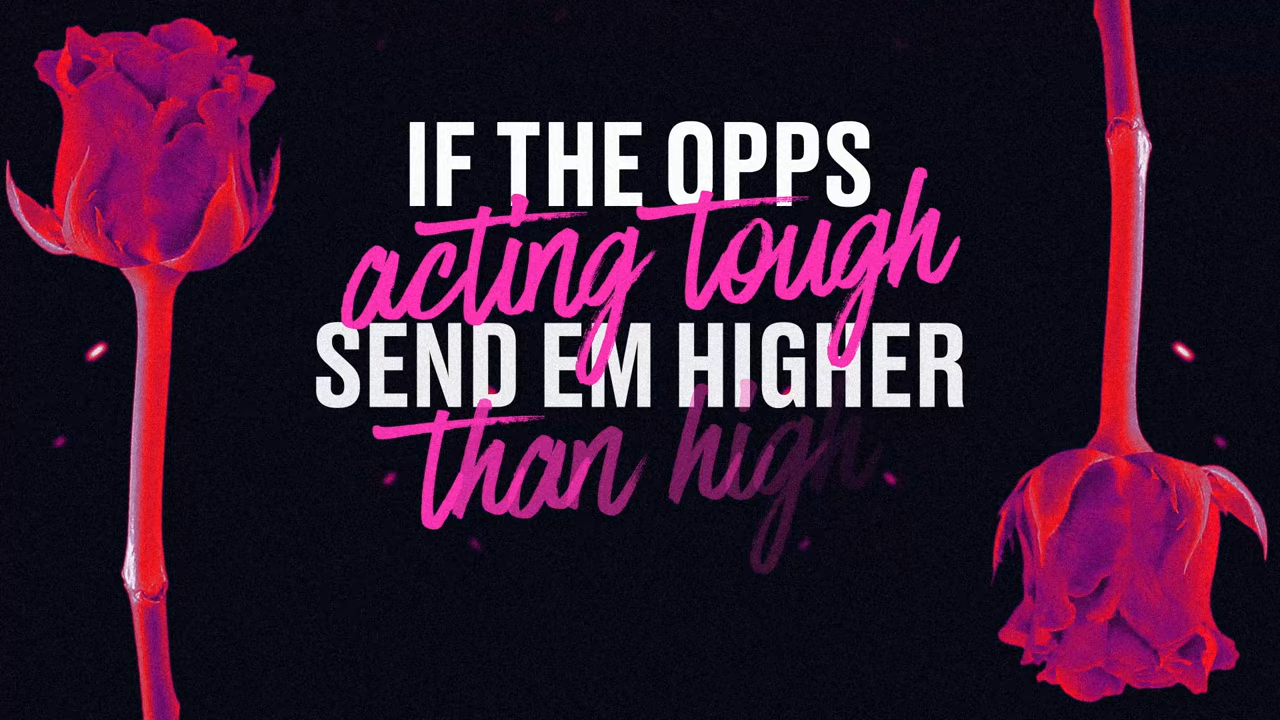 IF THE OPPS
acting tough
SEND EM HIGHER
than high